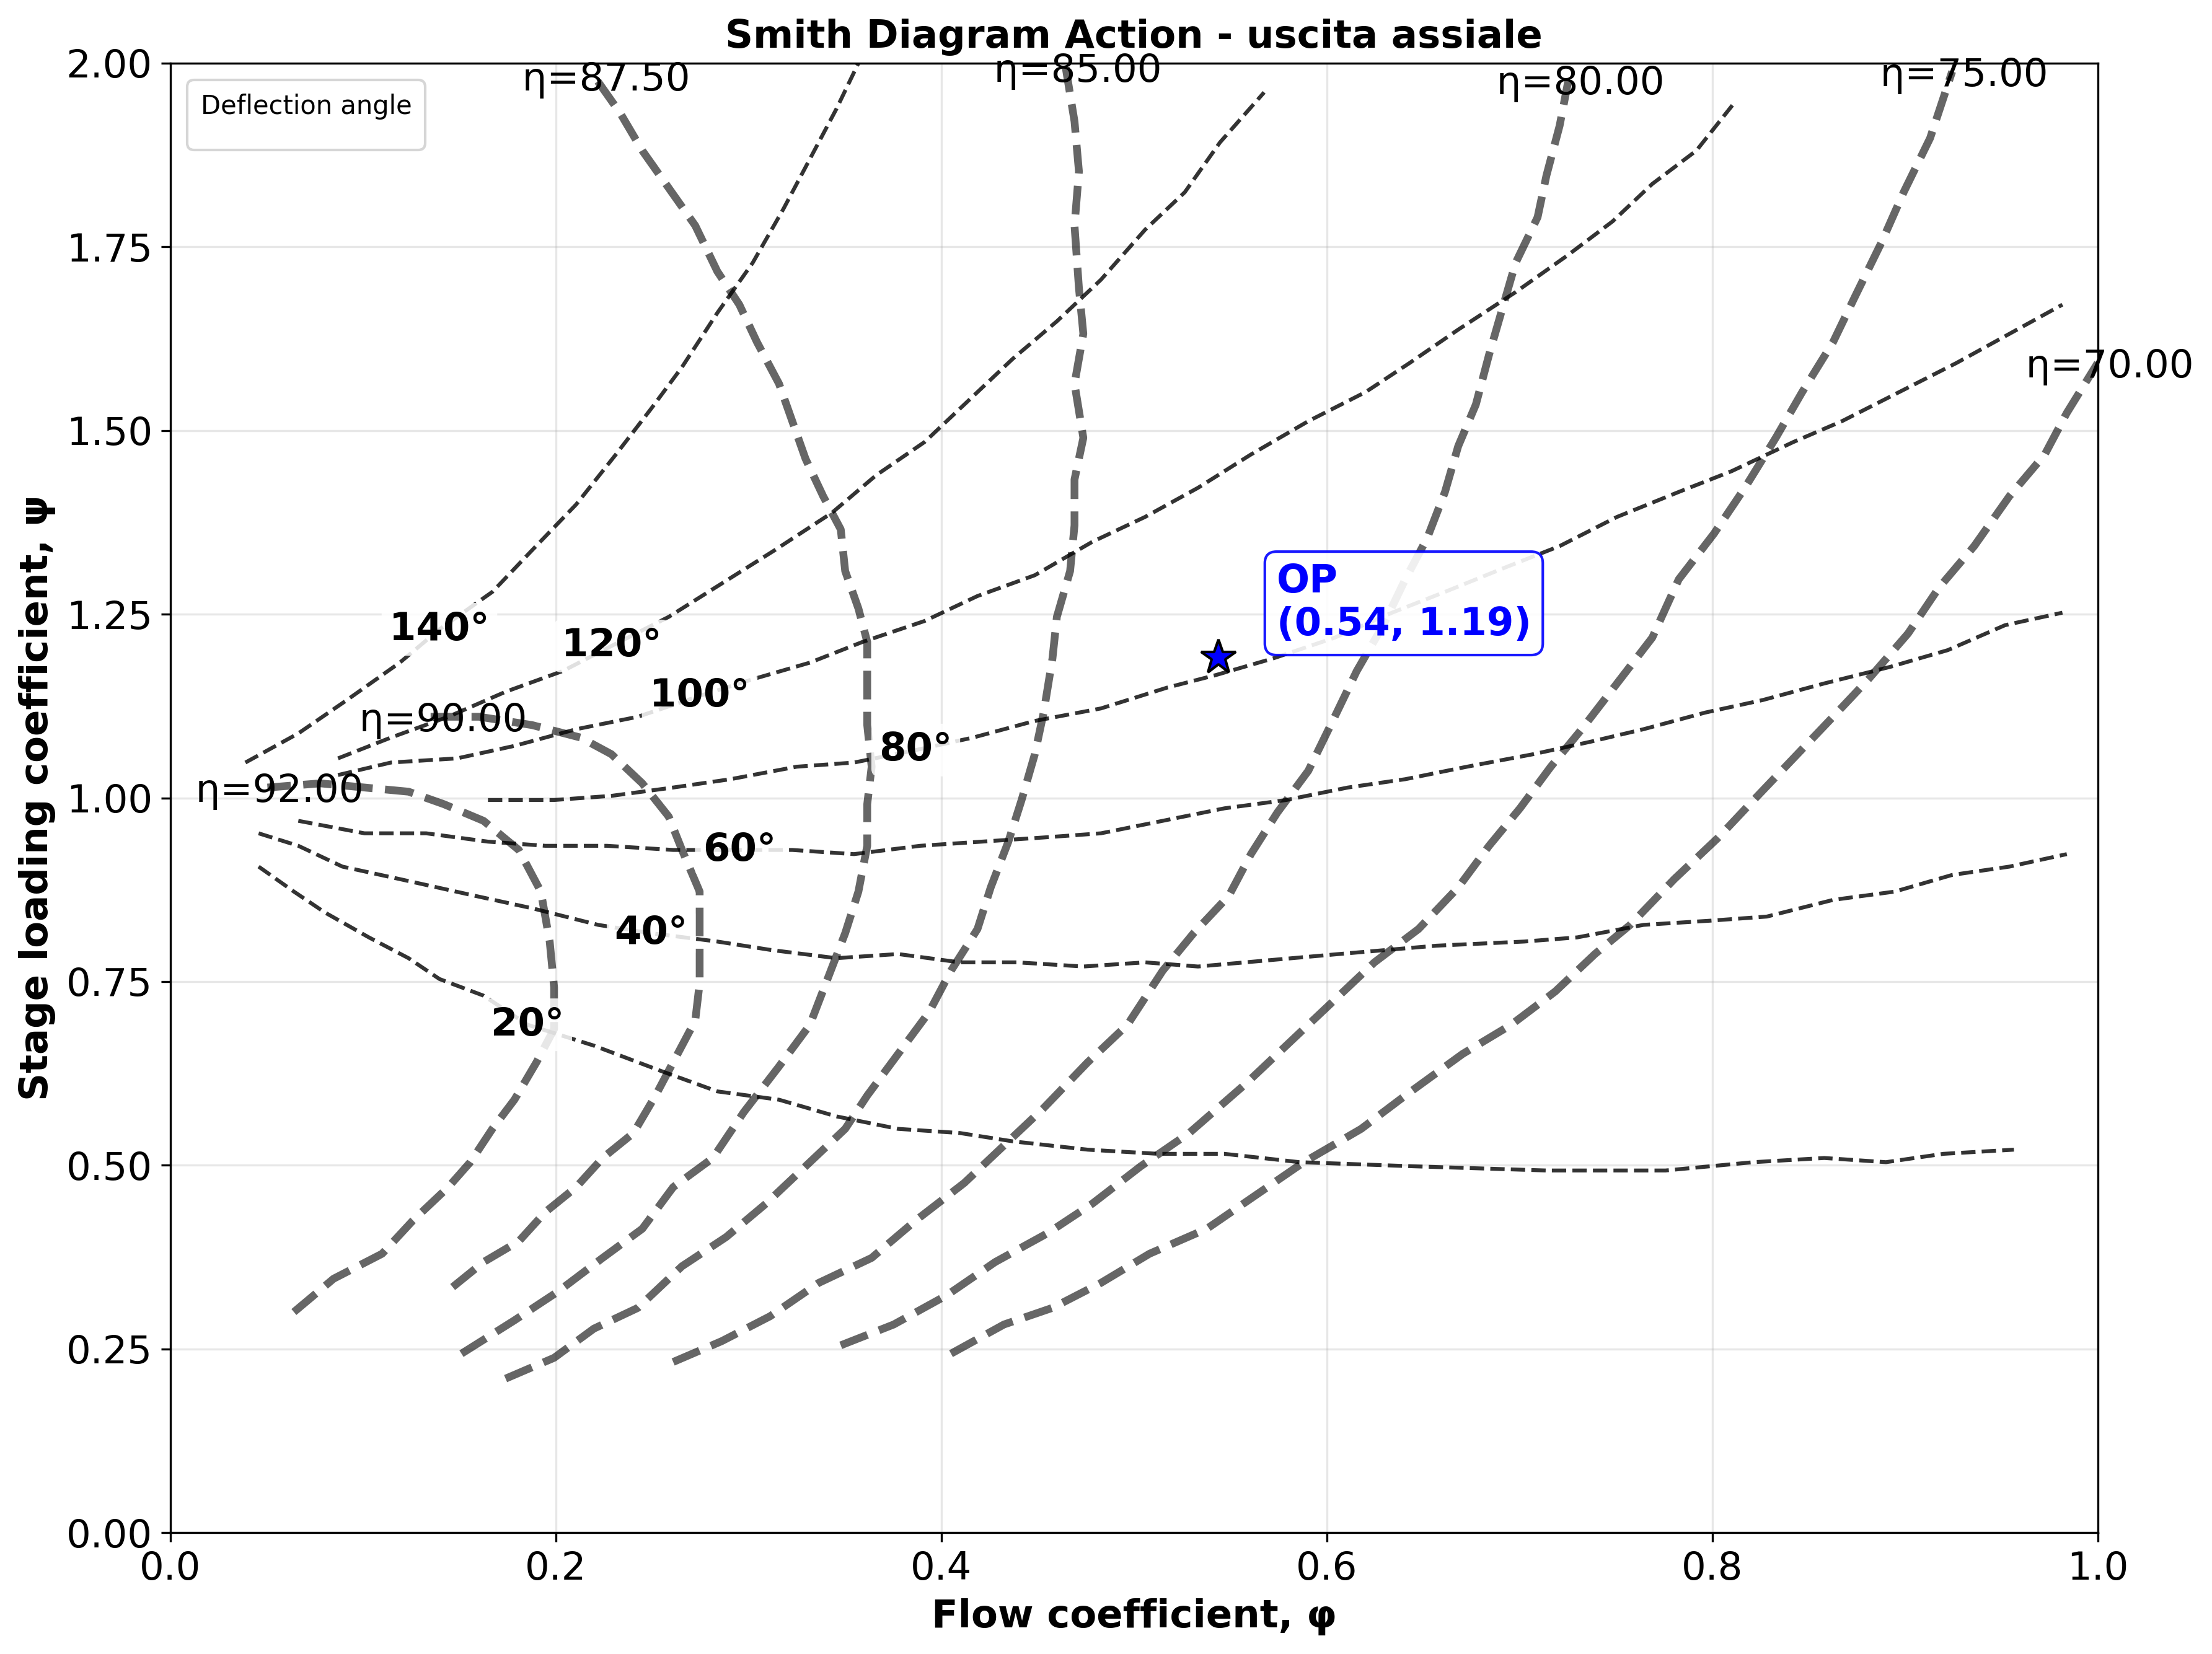 Smith Diagram Action - uscita assiale
Deflection angle
η=87.50
η=85.00
η=80.00
η=75.00
η=70.00
η=90.00
η=92.00
140°
120°
100°
80°
60°
40°
20°
OP
(0.54, 1.19)
Stage loading coefficient, ψ
2.00
1.75
1.50
1.25
1.00
0.75
0.50
0.25
0.00
0.0
0.2
0.4
0.6
0.8
1.0
Flow coefficient, φ